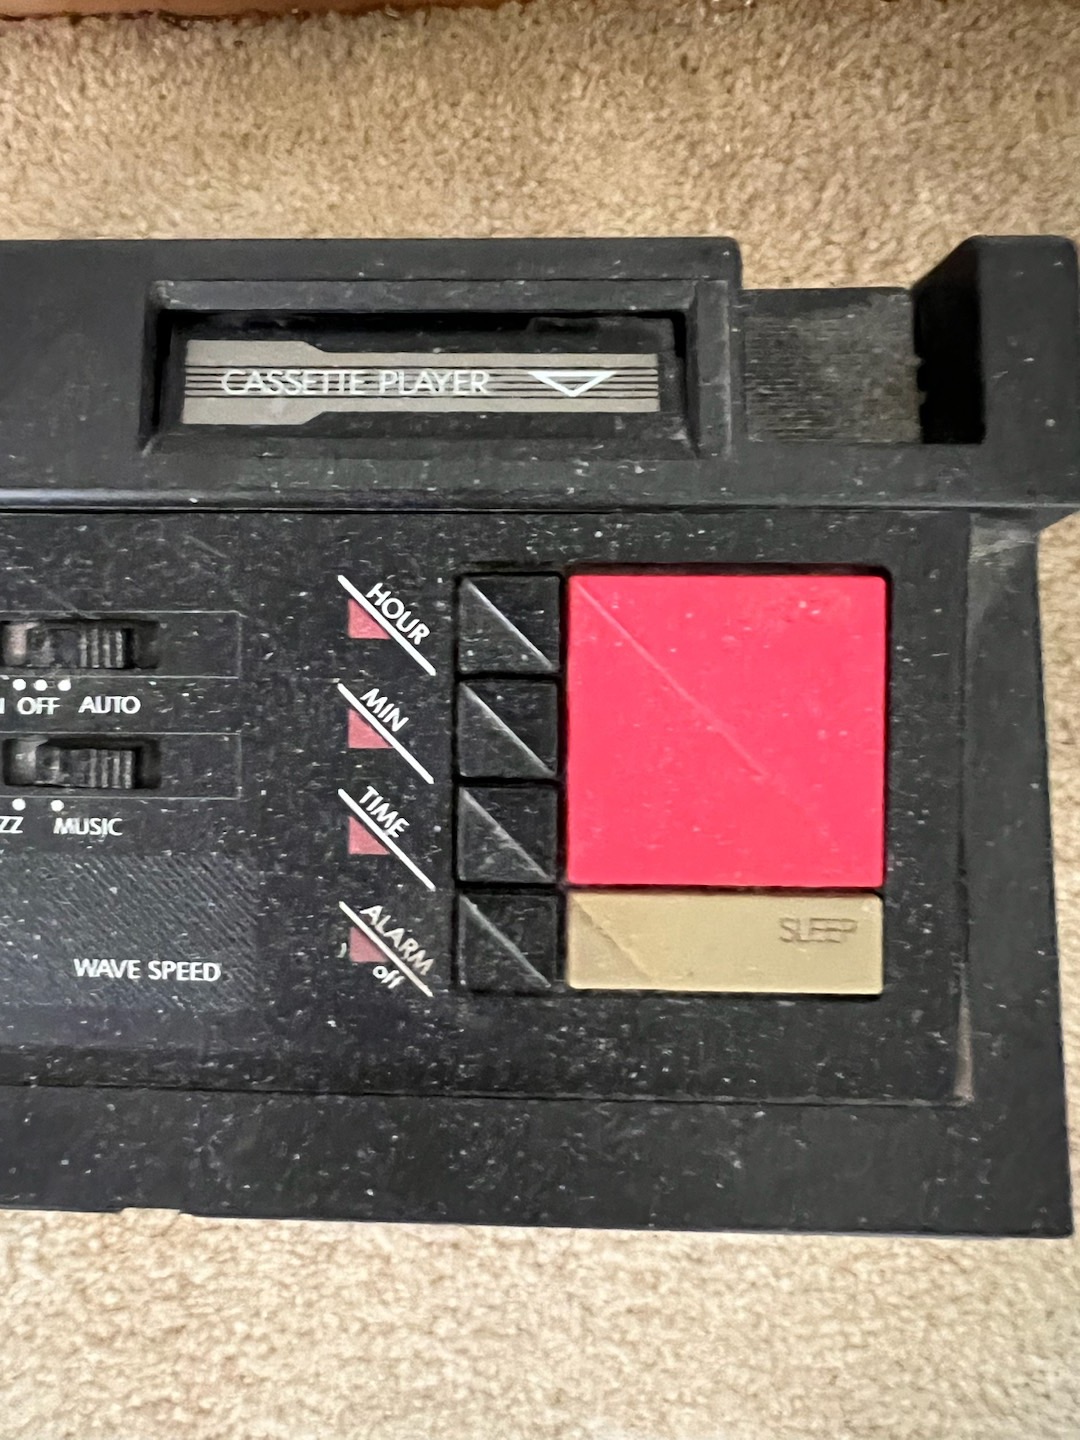 CASSETTE PLAYER
HOUR
OFF AUTO
MIN
MUSIC
TIME
ALARM
off
SLEEP
WAVE SPEED